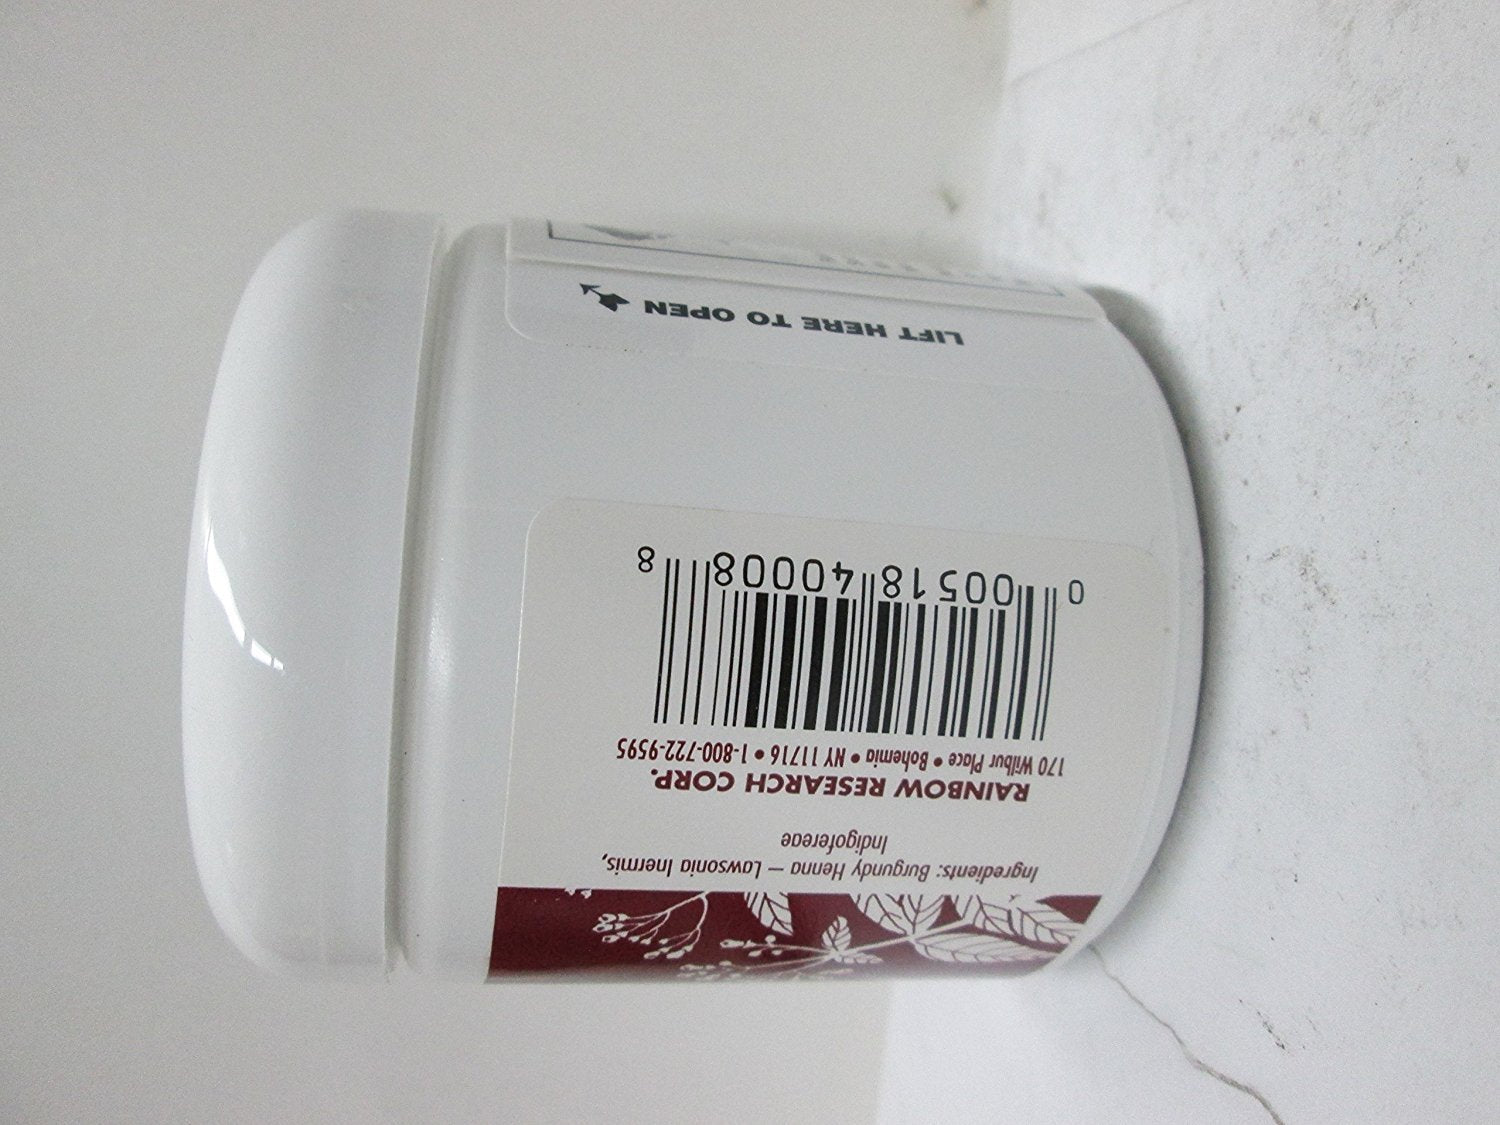 Ingredients: Burgundy Henna – Lawsonia Inermis,
Indigofereae
RAINBOW RESEARCH CORP.
170 Wilbur Place • Bohemia • NY 11716 • 1-800-722-9595
0 00518 40008 8
LIFT HERE TO OPEN